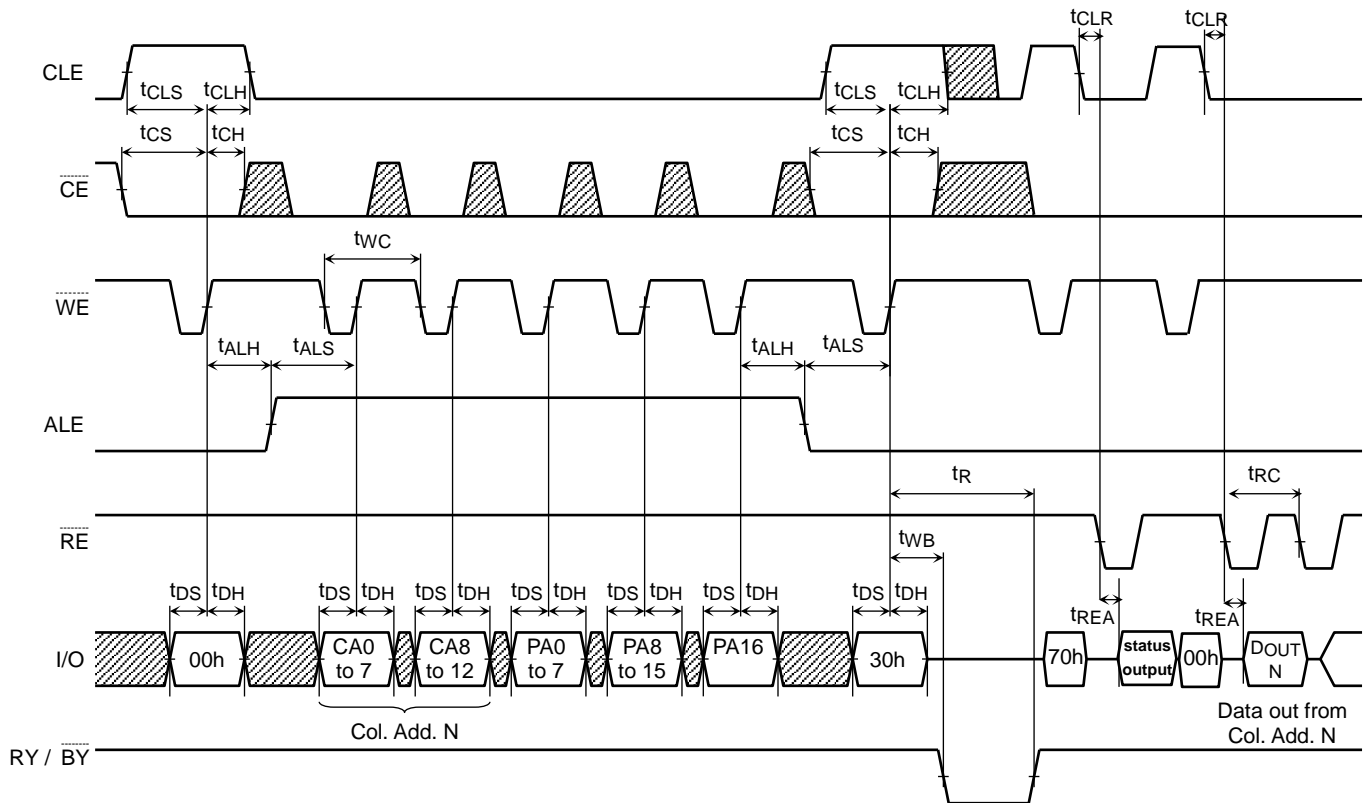 tCLR tCLR
CLE
tCLS tCLH tCLS tCLH
tCS tCH tCS tCH
CE
tWC
WE
tALH tALS tALH tALS
ALE
tR tRC
RE
tWB
tDS tDH tDS tDH tDS tDH tDS tDH tDS tDH tDS tDH tDS tDH
tREA tREA
I/O 00h CA0 to 7 CA8 to 12 PA0 to 7 PA8 to 15 PA16 30h 70h status output 00h DOUT N
Col. Add. N
Data out from
Col. Add. N
RY / BY